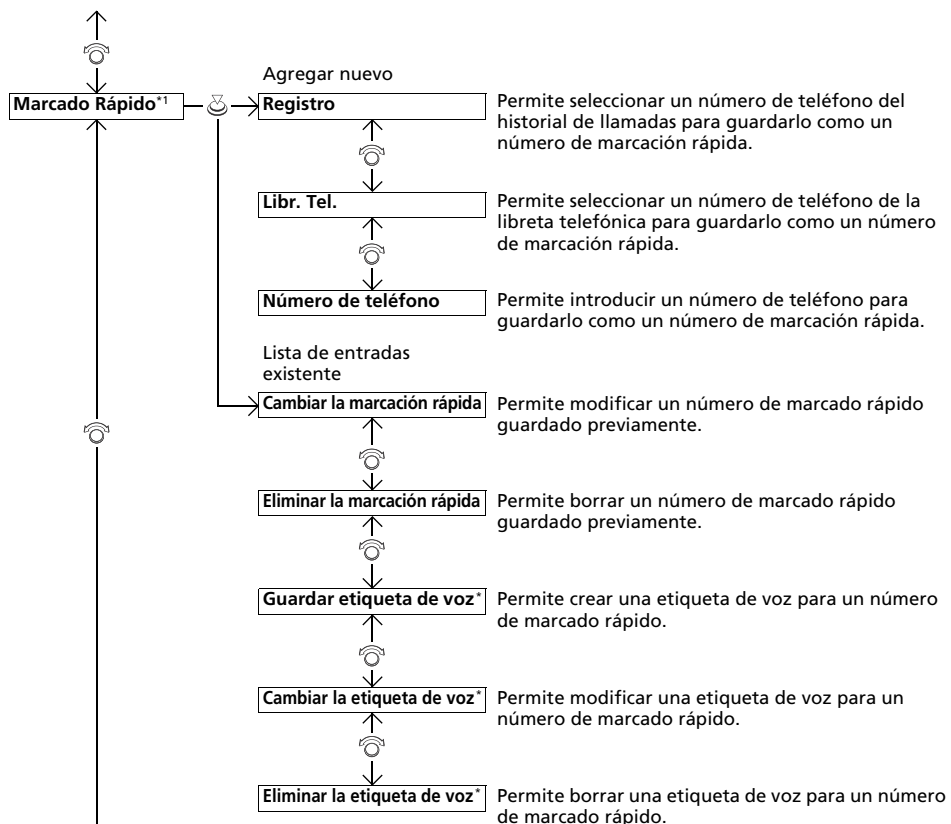 Agregar nuevo
Marcado Rápido*1
Registro
Permite seleccionar un número de teléfono del
historial de llamadas para guardarlo como un
número de marcación rápida.
Libr. Tel.
Permite seleccionar un número de teléfono de la
libreta telefónica para guardarlo como un número
de marcación rápida.
Número de teléfono
Permite introducir un número de teléfono para
guardarlo como un número de marcación rápida.
Lista de entradas
existente
Cambiar la marcación rápida
Permite modificar un número de marcado rápido
guardado previamente.
Eliminar la marcación rápida
Permite borrar un número de marcado rápido
guardado previamente.
Guardar etiqueta de voz*
Permite crear una etiqueta de voz para un número
de marcado rápido.
Cambiar la etiqueta de voz*
Permite modificar una etiqueta de voz para un
número de marcado rápido.
Eliminar la etiqueta de voz*
Permite borrar una etiqueta de voz para un número
de marcado rápido.